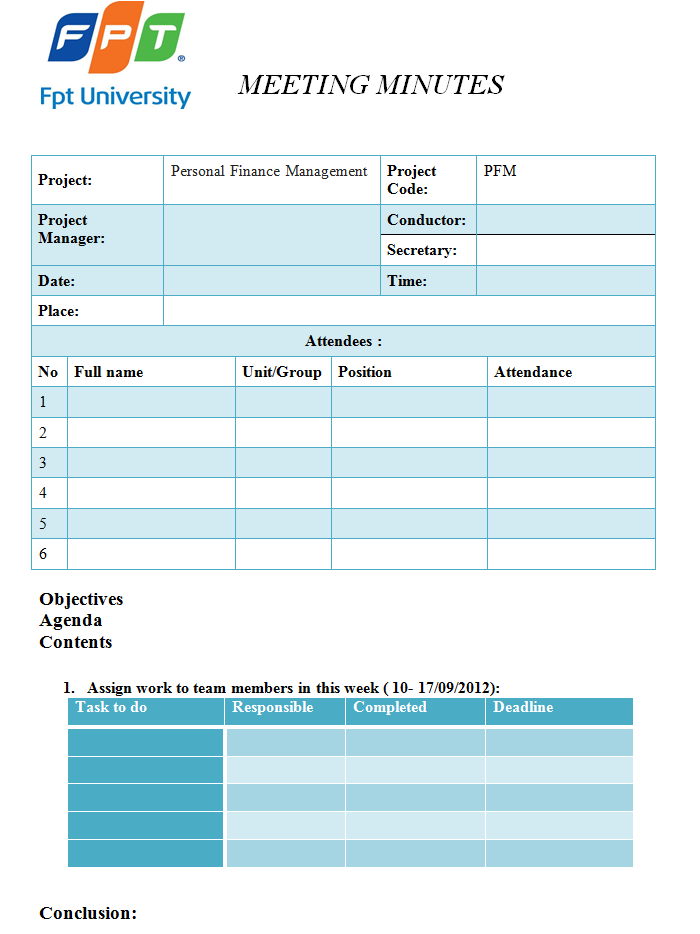 FPT
Fpt University
MEETING MINUTES
Project: Personal Finance Management Project Code: PFM
Project Manager: Conductor:
Secretary:
Date: Time:
Place:
Attendees :
No Full name Unit/Group Position Attendance
1
2
3
4
5
6
Objectives
Agenda
Contents
1. Assign work to team members in this week ( 10- 17/09/2012):
Task to do Responsible Completed Deadline
Conclusion: